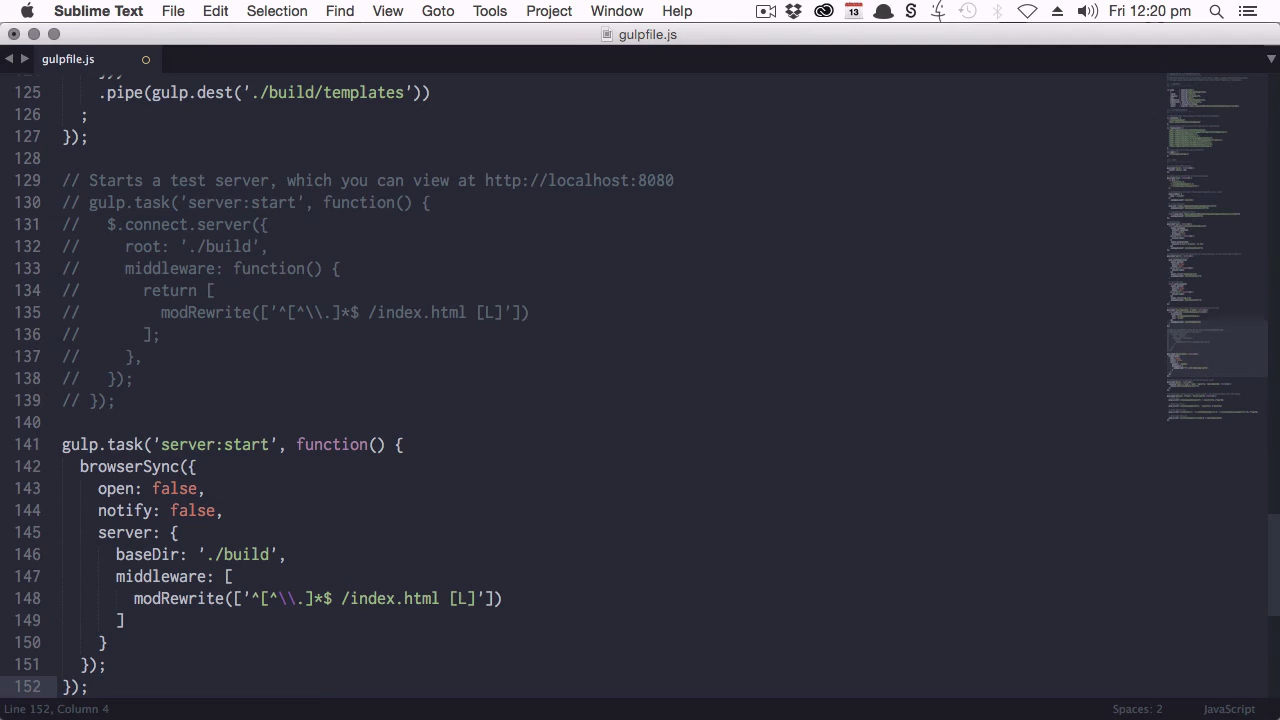 Sublime Text File Edit Selection Find View Goto Tools Project Window Help 13 Fri 12:20 pm
gulpfile.js
gulpfile.js
125 .pipe(gulp.dest('./build/templates'))
126 ;
127 });
128
129 // Starts a test server, which you can view at http://localhost:8080
130 // gulp.task('server:start', function() {
131 //   $.connect.server({
132 //     root: './build',
133 //     middleware: function() {
134 //       return [
135 //         modRewrite(['^[^\\.]*$ /index.html [L]'])
136 //       ];
137 //     },
138 //   });
139 // });
140
141 gulp.task('server:start', function() {
142   browserSync({
143     open: false,
144     notify: false,
145     server: {
146       baseDir: './build',
147       middleware: [
148         modRewrite(['^[^\\.]*$ /index.html [L]'])
149       ]
150     }
151   });
152 });
Line 152, Column 4 Spaces: 2 JavaScript